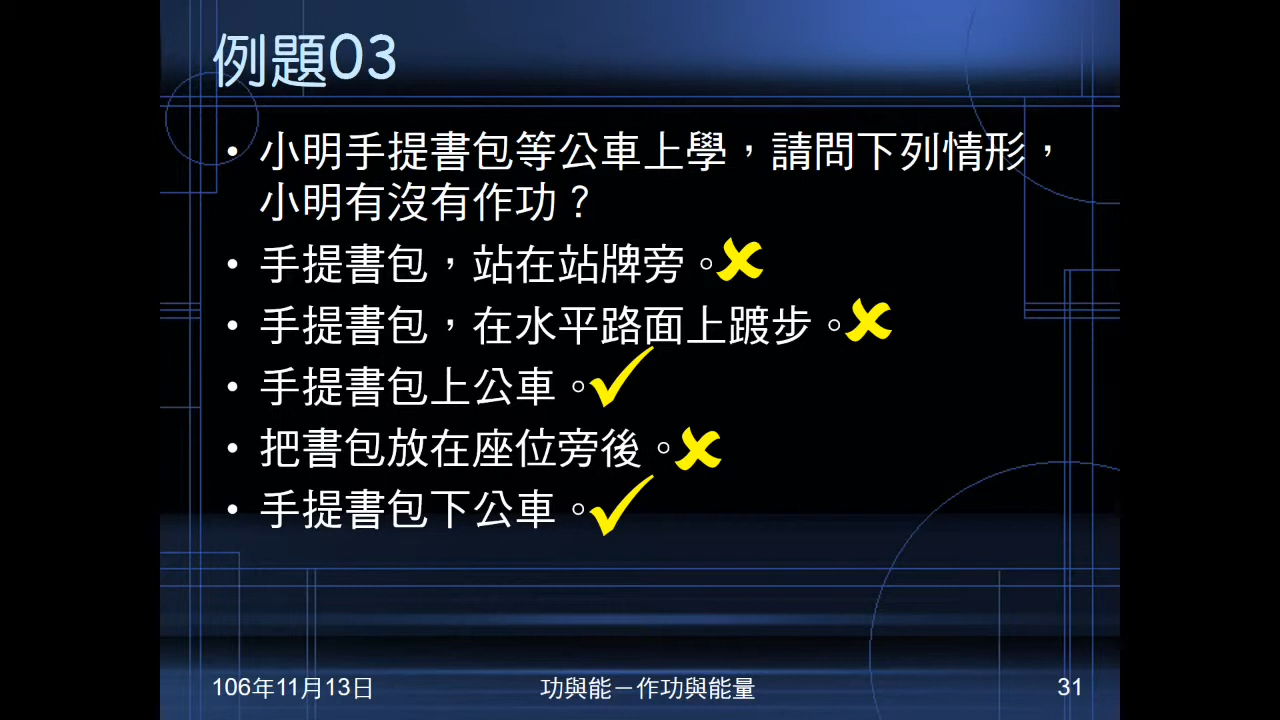 例題03
• 小明手提書包等公車上學，請問下列情形，
小明有沒有作功？
• 手提書包，站在站牌旁。✘
• 手提書包，在水平路面上踱步。✘
• 手提書包上公車。✓
• 把書包放在座位旁後。✘
• 手提書包下公車。✓
106年11月13日
功與能－作功與能量
31